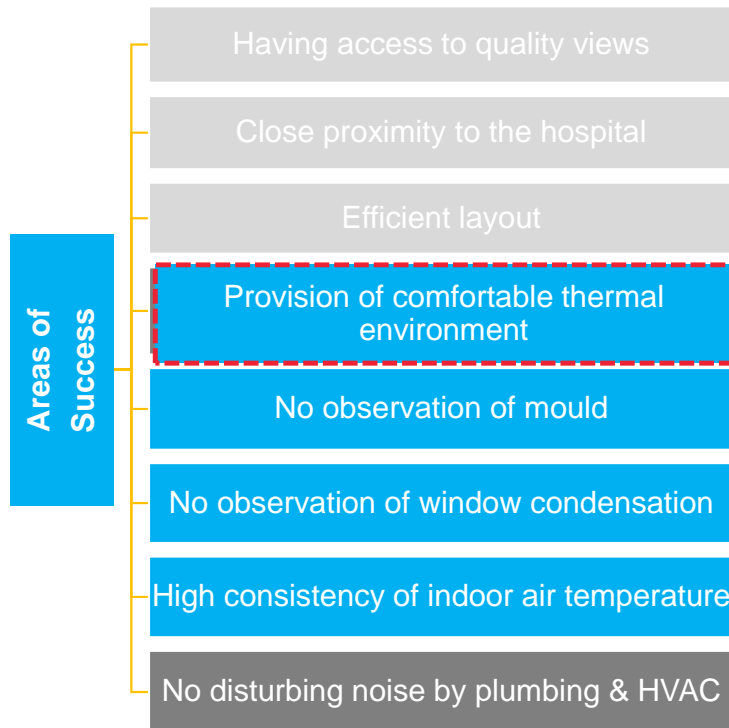 Having access to quality views
Close proximity to the hospital
Efficient layout
Areas of
Success
Provision of comfortable thermal
environment
No observation of mould
No observation of window condensation
High consistency of indoor air temperature
No disturbing noise by plumbing & HVAC